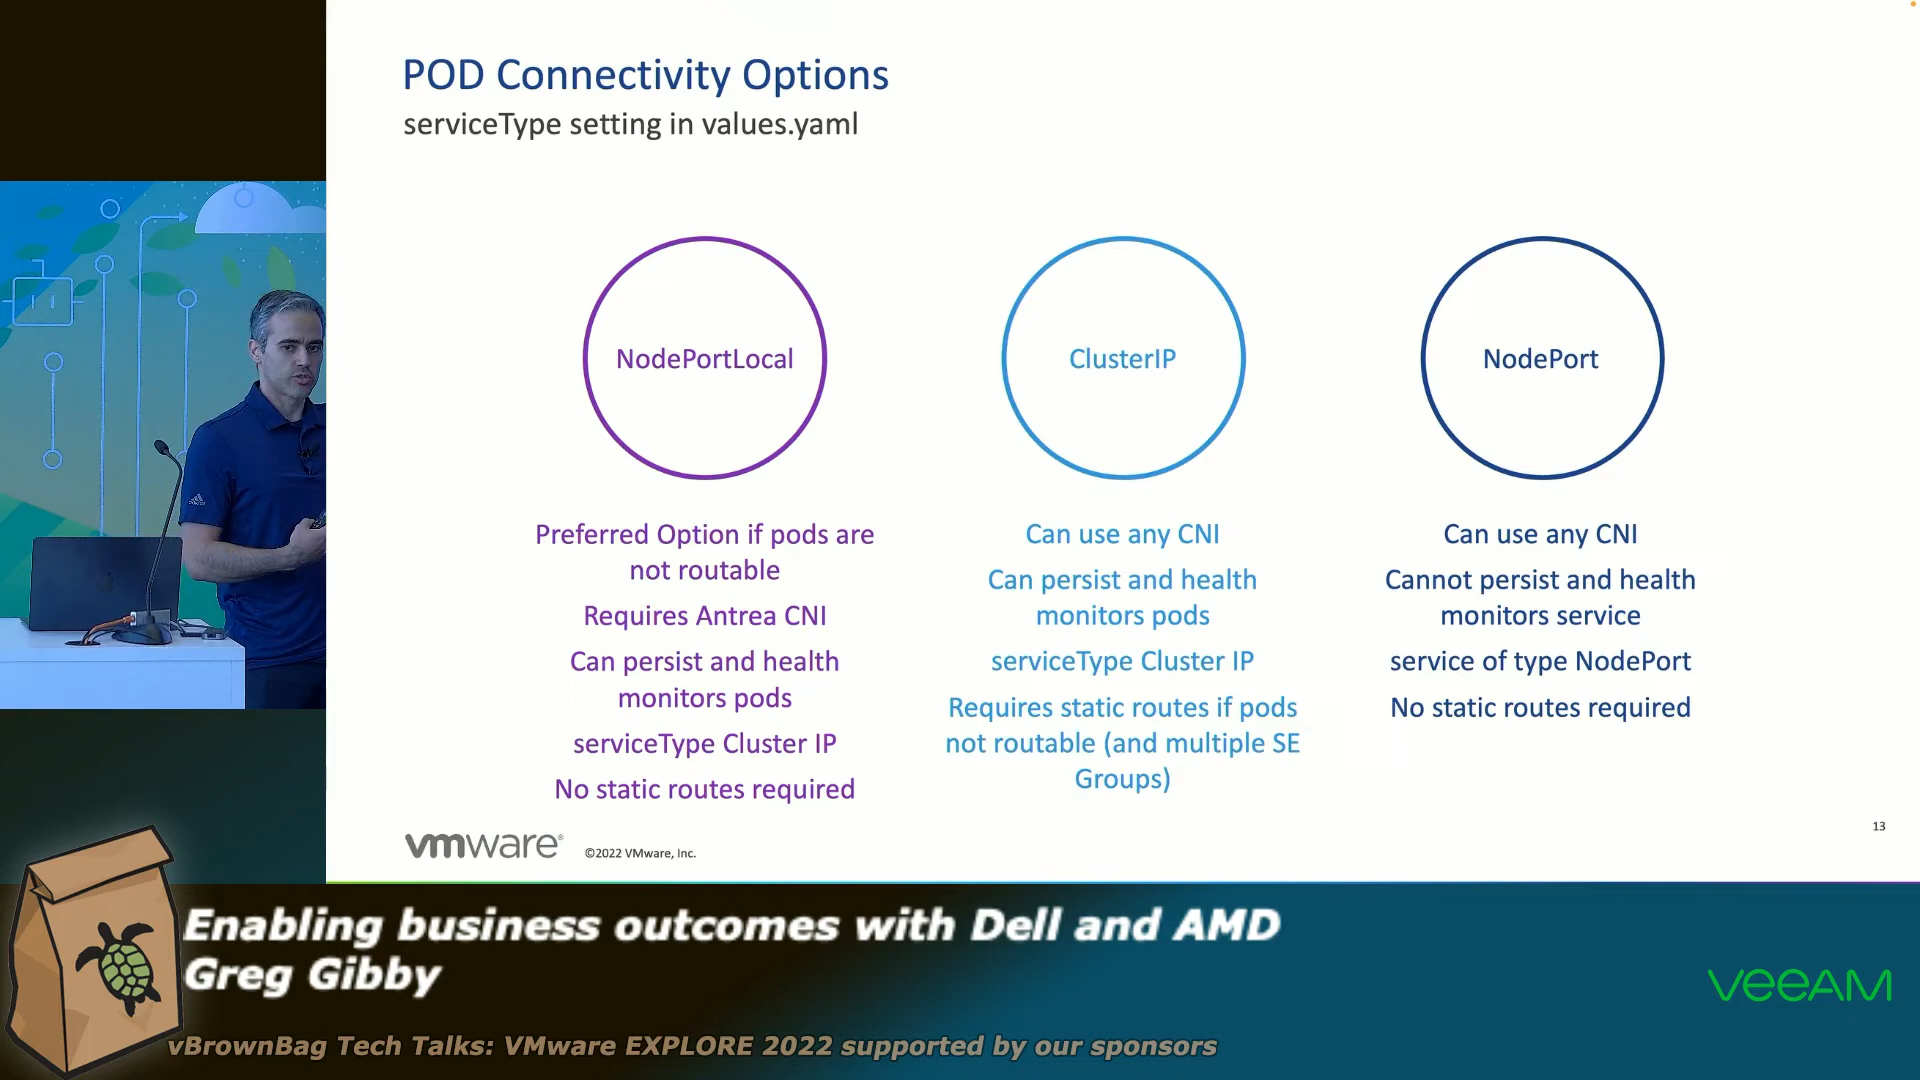 POD Connectivity Options
serviceType setting in values.yaml
NodePortLocal
Preferred Option if pods are
not routable
Requires Antrea CNI
Can persist and health
monitors pods
serviceType Cluster IP
No static routes required
ClusterIP
Can use any CNI
Can persist and health
monitors pods
serviceType Cluster IP
Requires static routes if pods
not routable (and multiple SE
Groups)
NodePort
Can use any CNI
Cannot persist and health
monitors service
service of type NodePort
No static routes required
vmware®
©2022 VMware, Inc.
13
adidas
Enabling business outcomes with Dell and AMD
Greg Gibby
veeAM
vBrownBag Tech Talks: VMware EXPLORE 2022 supported by our sponsors